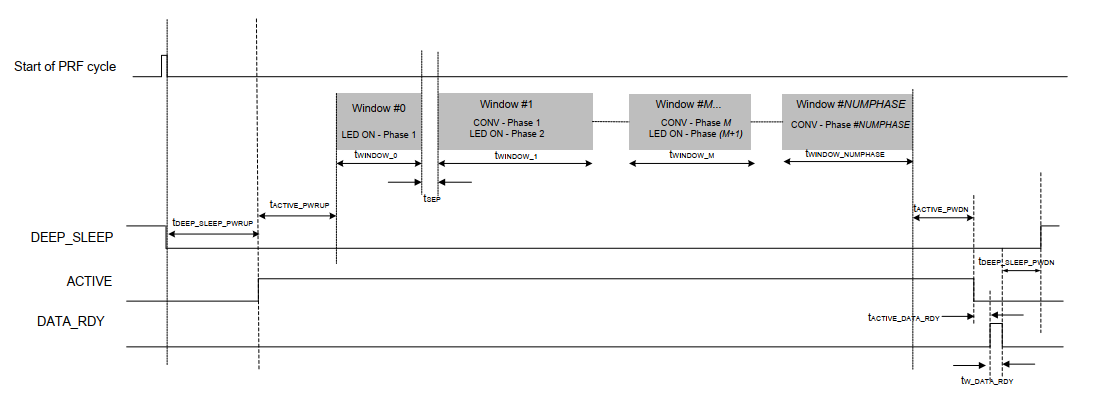 Start of PRF cycle
Window #0
LED ON - Phase 1
Window #1
CONV - Phase 1
LED ON - Phase 2
Window #M...
CONV - Phase M
LED ON - Phase (M+1)
Window #NUMPHASE
CONV - Phase #NUMPHASE
tWINDOW_0
tWINDOW_1
tWINDOW_M
tWINDOW_NUMPHASE
tSEP
tACTIVE_PWRUP
tACTIVE_PWDN
tDEEP_SLEEP_PWRUP
DEEP_SLEEP
tDEEP_SLEEP_PWDN
ACTIVE
tACTIVE_DATA_RDY
DATA_RDY
tW_DATA_RDY